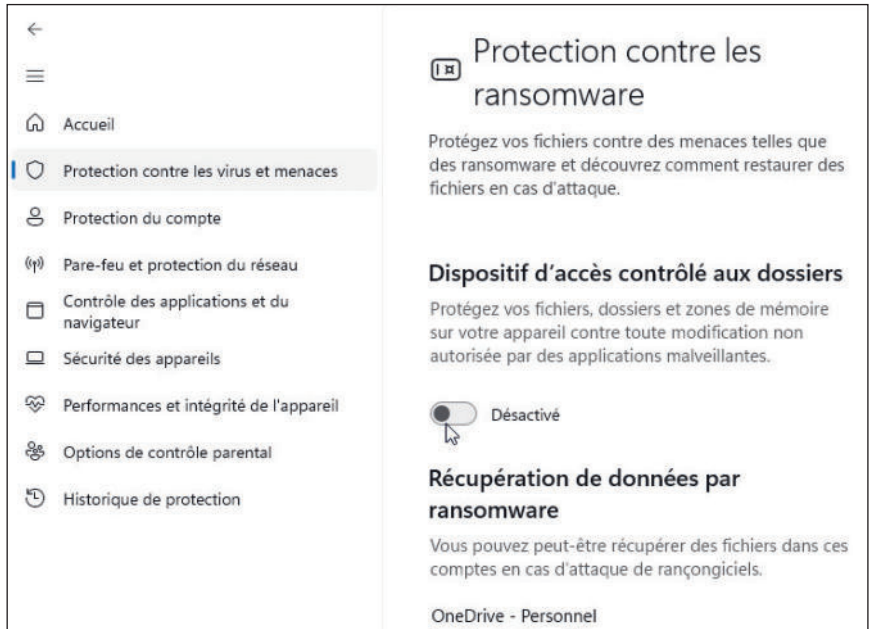 Accueil
Protection contre les virus et menaces
Protection du compte
Pare-feu et protection du réseau
Contrôle des applications et du
navigateur
Sécurité des appareils
Performances et intégrité de l'appareil
Options de contrôle parental
Historique de protection
Protection contre les
ransomware
Protégez vos fichiers contre des menaces telles que
des ransomware et découvrez comment restaurer des
fichiers en cas d'attaque.
Dispositif d’accès contrôlé aux dossiers
Protégez vos fichiers, dossiers et zones de mémoire
sur votre appareil contre toute modification non
autorisée par des applications malveillantes.
Désactivé
Récupération de données par
ransomware
Vous pouvez peut-être récupérer des fichiers dans ces
comptes en cas d'attaque de rançongiciels.
OneDrive - Personnel